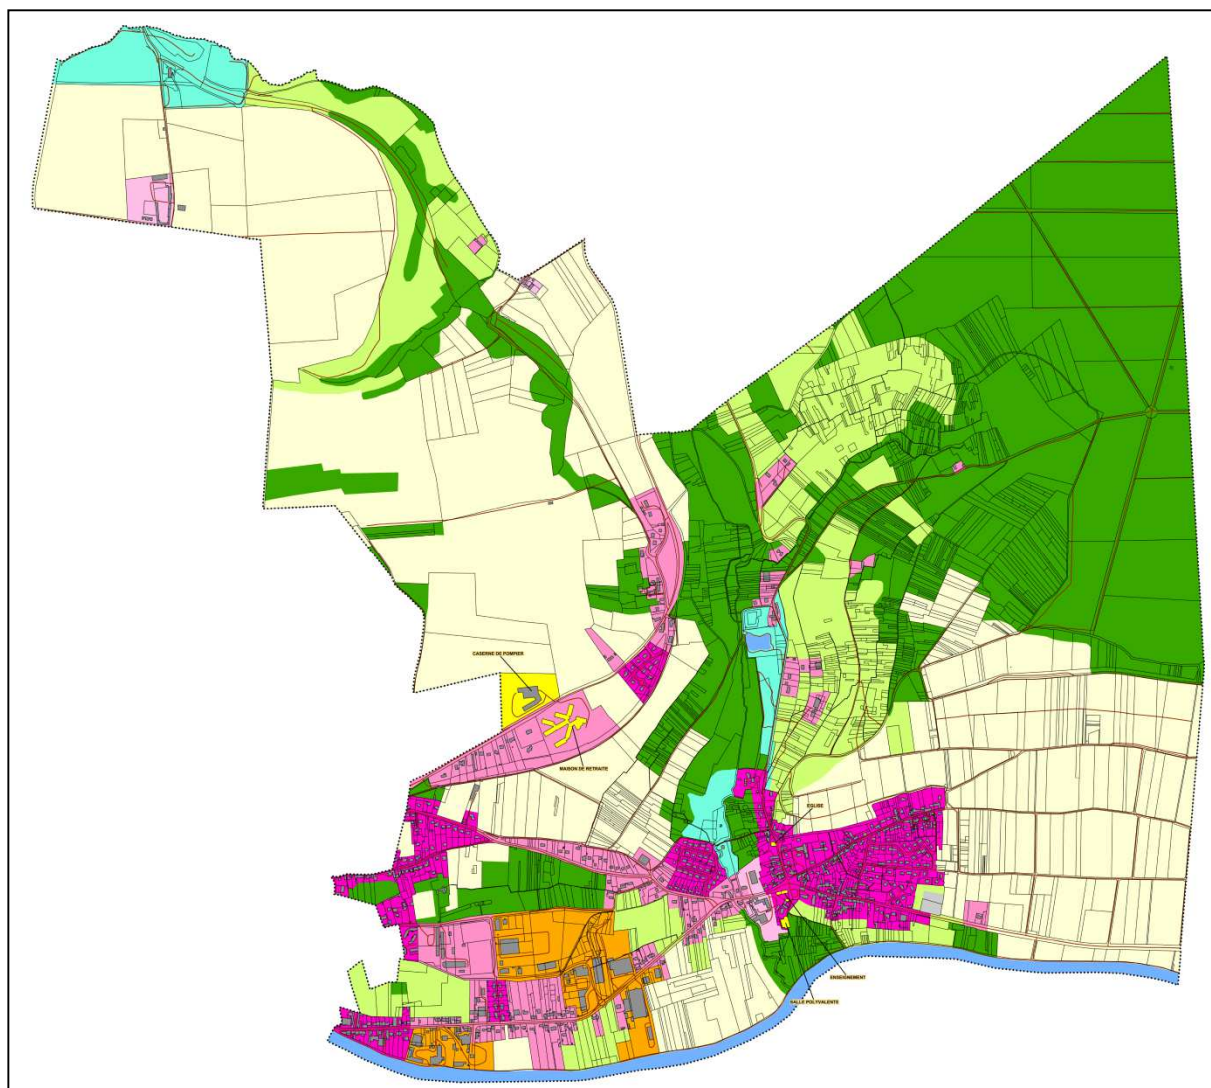 CASERNE DE POMPIER
MAISON DE RETRAITE
EGLISE
ENSEIGNEMENT
SALLE POLYVALENTE